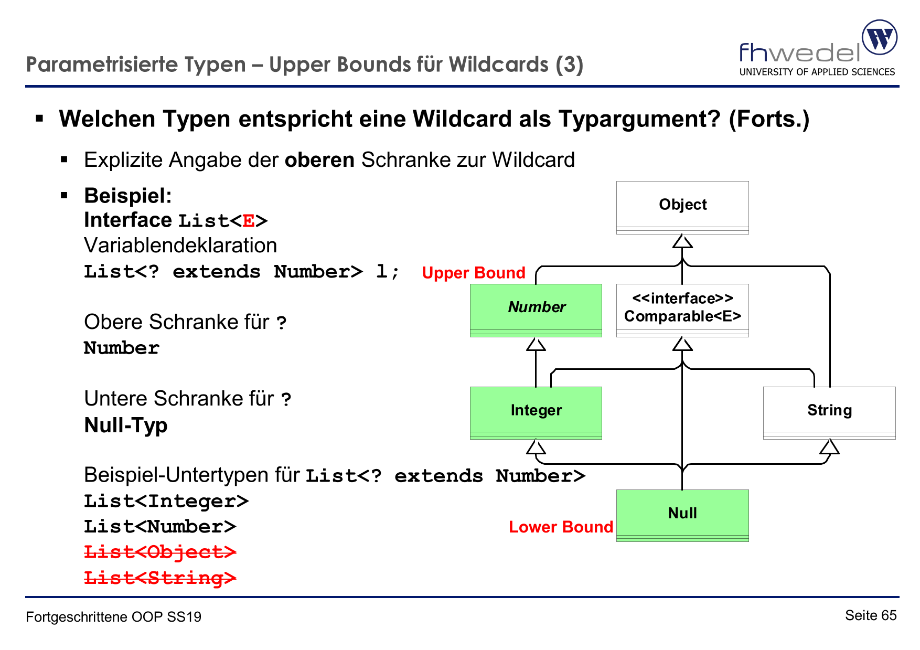 Parametrisierte Typen – Upper Bounds für Wildcards (3)
fhwedel
UNIVERSITY OF APPLIED SCIENCES
▪ Welchen Typen entspricht eine Wildcard als Typargument? (Forts.)
▪ Explizite Angabe der oberen Schranke zur Wildcard
▪ Beispiel:
Interface List<E>
Variablendeklaration
List<? extends Number> l;
Obere Schranke für ?
Number
Untere Schranke für ?
Null-Typ
Beispiel-Untertypen für List<? extends Number>
List<Integer>
List<Number>
List<Object>
List<String>
Object
Upper Bound
Number
<<interface>>
Comparable<E>
Integer
String
Lower Bound
Null
Fortgeschrittene OOP SS19
Seite 65